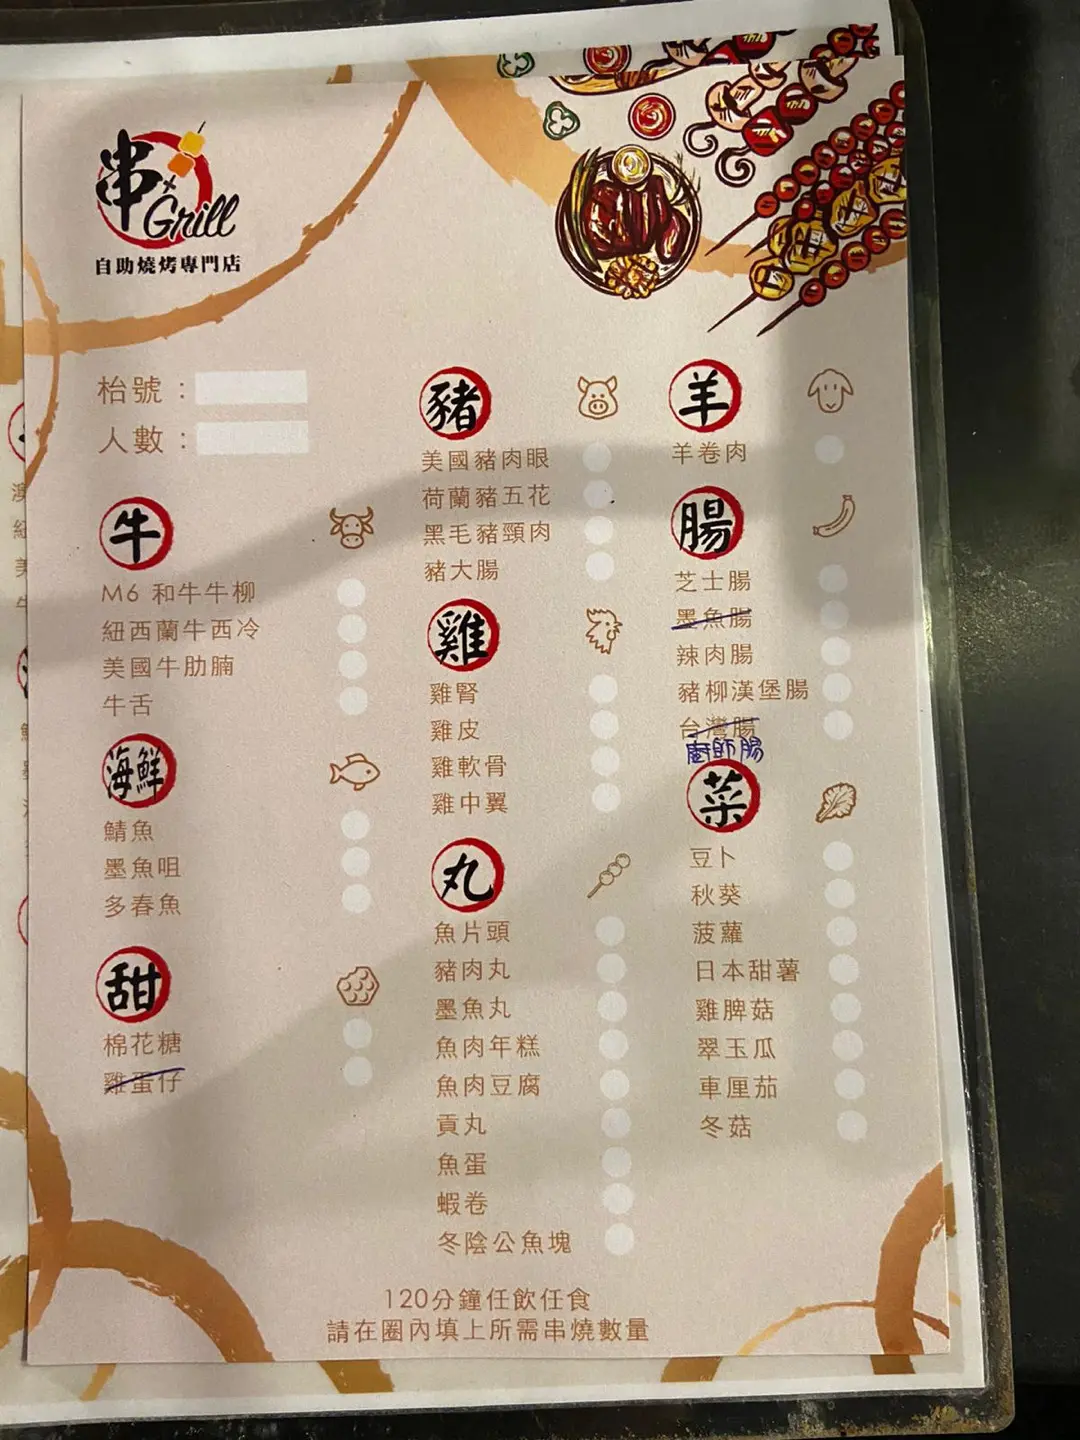 串×Grill
自助燒烤專門店
枱號：
人數：
牛
M6 和牛牛柳
紐西蘭牛西冷
美國牛肋腩
牛舌
海鮮
鯖魚
墨魚咀
多春魚
甜
棉花糖
雞蛋仔
豬
美國豬肉眼
荷蘭豬五花
黑毛豬頸肉
豬大腸
雞
雞腎
雞皮
雞軟骨
雞中翼
丸
魚片頭
豬肉丸
墨魚丸
魚肉年糕
魚肉豆腐
貢丸
魚蛋
蝦卷
冬陰公魚塊
羊
羊卷肉
腸
芝士腸
墨魚腸
辣肉腸
豬柳漢堡腸
台灣腸
廚師腸
菜
豆卜
秋葵
菠蘿
日本甜薯
雞脾菇
翠玉瓜
車厘茄
冬菇
120分鐘任飲任食
請在圈內填上所需串燒數量